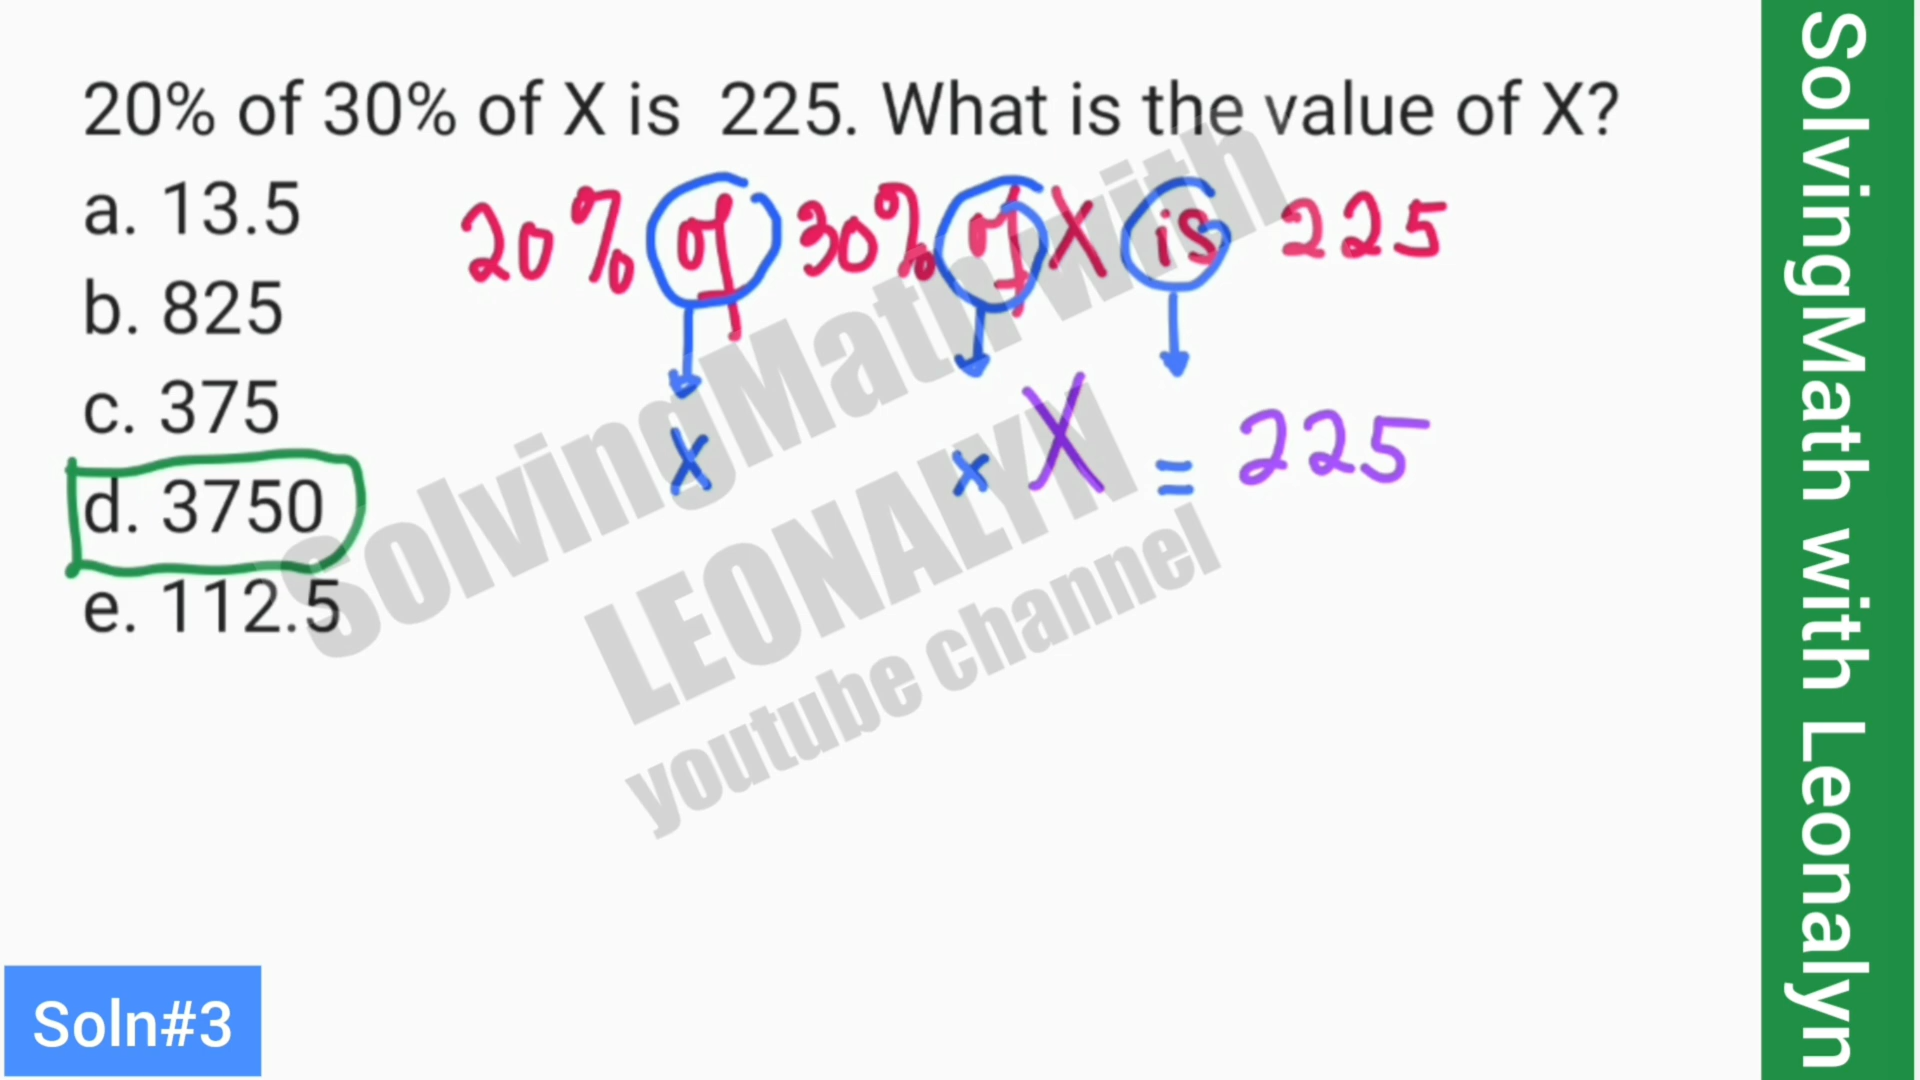 20% of 30% of X is 225. What is the value of X?
a. 13.5
20% of 30% of X is 225
b. 825
c. 375
x x X = 225
d. 3750
e. 112.5
SolvingMath with
LEONALYN
youtube channel
Soln#3
SolvingMath with Leonalyn